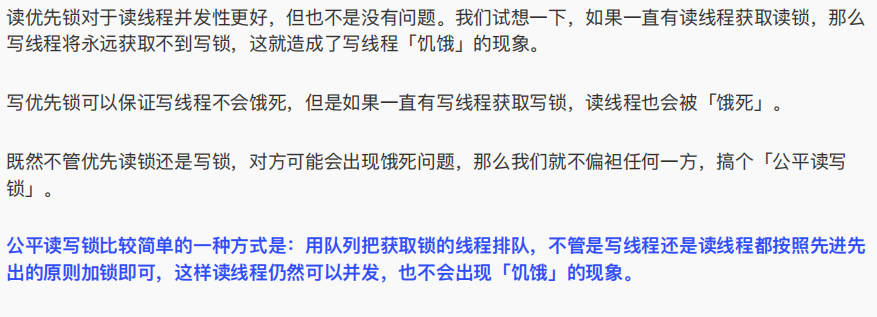 读优先锁对于读线程并发性更好，但也不是没有问题。我们试想一下，如果一直有读线程获取读锁，那么
写线程将永远获取不到写锁，这就造成了写线程「饥饿」的现象。
写优先锁可以保证写线程不会饿死，但是如果一直有写线程获取写锁，读线程也会被「饿死」。
既然不管优先读锁还是写锁，对方可能会出现饿死问题，那么我们就不偏袒任何一方，搞个「公平读写
锁」。
公平读写锁比较简单的一种方式是：用队列把获取锁的线程排队，不管是写线程还是读线程都按照先进先
出的原则加锁即可，这样读线程仍然可以并发，也不会出现「饥饿」的现象。